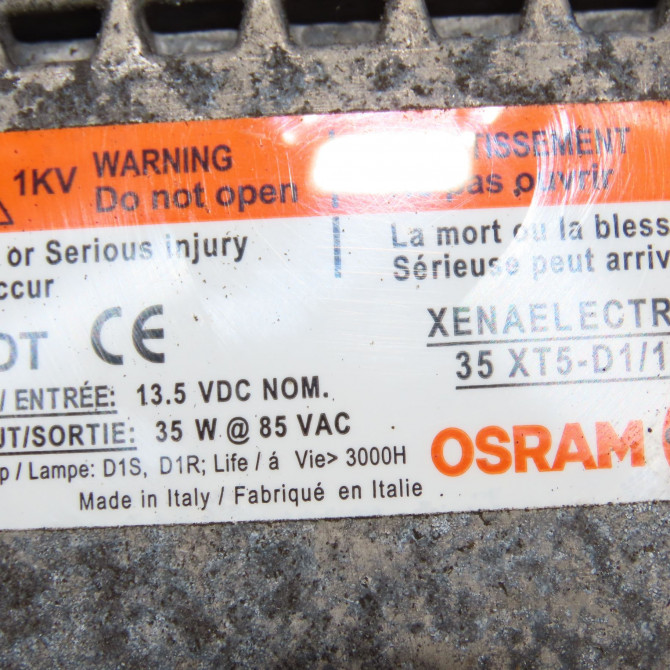 1KV WARNING
Do not open
TISSEMENT
pas ouvrir
or Serious injury
ccur
La mort ou la bless
Sérieuse peut arriv
DT CE
XENAELECTR
35 XT5-D1/1
/ ENTRÉE: 13.5 VDC NOM.
UT/SORTIE: 35 W @ 85 VAC
p / Lampe: D1S, D1R; Life / á Vie> 3000H
OSRAM
Made in Italy / Fabriqué en Italie